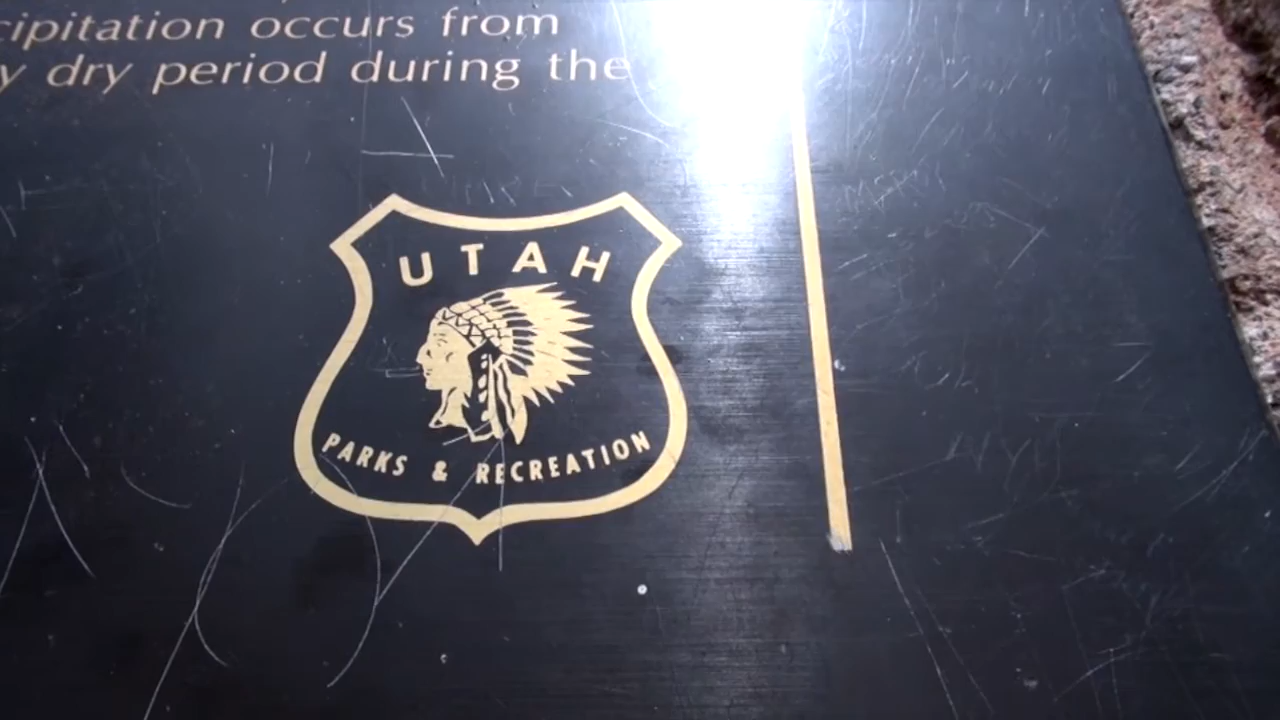 cipitation occurs from
y dry period during the
UTAH
PARKS & RECREATION